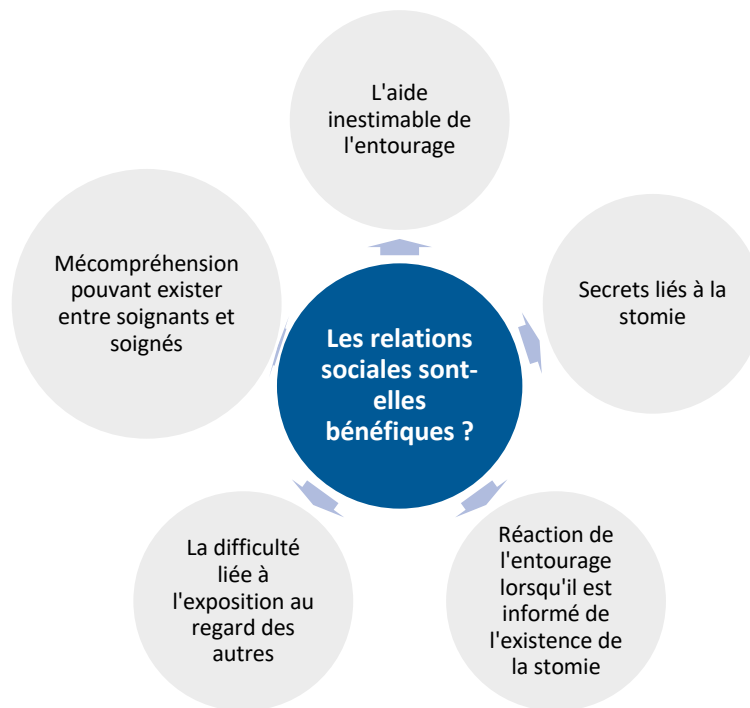 L'aide
inestimable de
l'entourage
Mécompréhension
pouvant exister
entre soignants et
soignés
Secrets liés à la
stomie
Les relations
sociales sont-
elles
bénéfiques ?
La difficulté
liée à
l'exposition au
regard des
autres
Réaction de
l'entourage
lorsqu'il est
informé de
l'existence de
la stomie